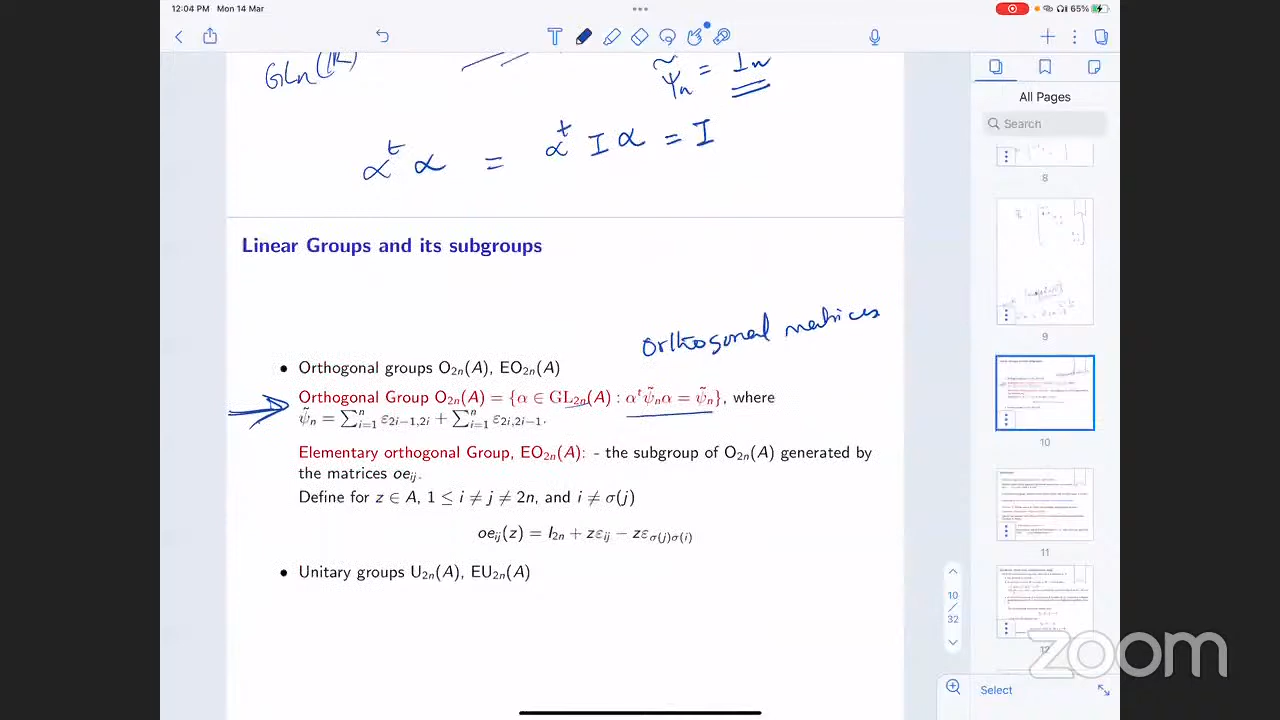 12:04 PM Mon 14 Mar
65%
GLn(R)
ψ̃n = In
αᵗ α = αᵗ I α = I
All Pages
Search
8
9
10
11
12
Linear Groups and its subgroups
orthogonal matrices
• Orthogonal groups O₂ₙ(A), EO₂ₙ(A)
Orthogonal Group O₂ₙ(A) = {α ∈ GL₂ₙ(A) : αᵗψ̃ₙα = ψ̃ₙ}, where
ψ̃ₙ = ∑ⁿᵢ₌₁ ε₂ᵢ₋₁,₂ᵢ + ∑ⁿᵢ₌₁ ε₂ᵢ,₂ᵢ₋₁.
Elementary orthogonal Group, EO₂ₙ(A): - the subgroup of O₂ₙ(A) generated by
the matrices oeᵢⱼ.
Define for z ∈ A, 1 ≤ i ≠ j ≠ 2n, and i ≠ σ(j)
oeᵢⱼ(z) = I₂ₙ + zεᵢⱼ − zε_σ(j)σ(i)
• Unitary groups U₂ₙ(A), EU₂ₙ(A)
10
/
32
Select
zoom